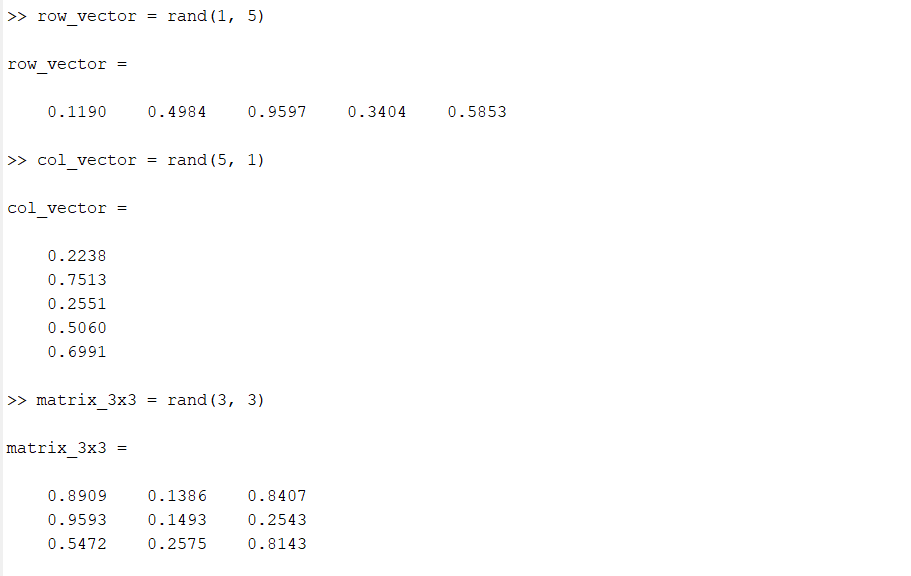 >> row_vector = rand(1, 5)
row_vector =
0.1190 0.4984 0.9597 0.3404 0.5853
>> col_vector = rand(5, 1)
col_vector =
0.2238
0.7513
0.2551
0.5060
0.6991
>> matrix_3x3 = rand(3, 3)
matrix_3x3 =
0.8909 0.1386 0.8407
0.9593 0.1493 0.2543
0.5472 0.2575 0.8143